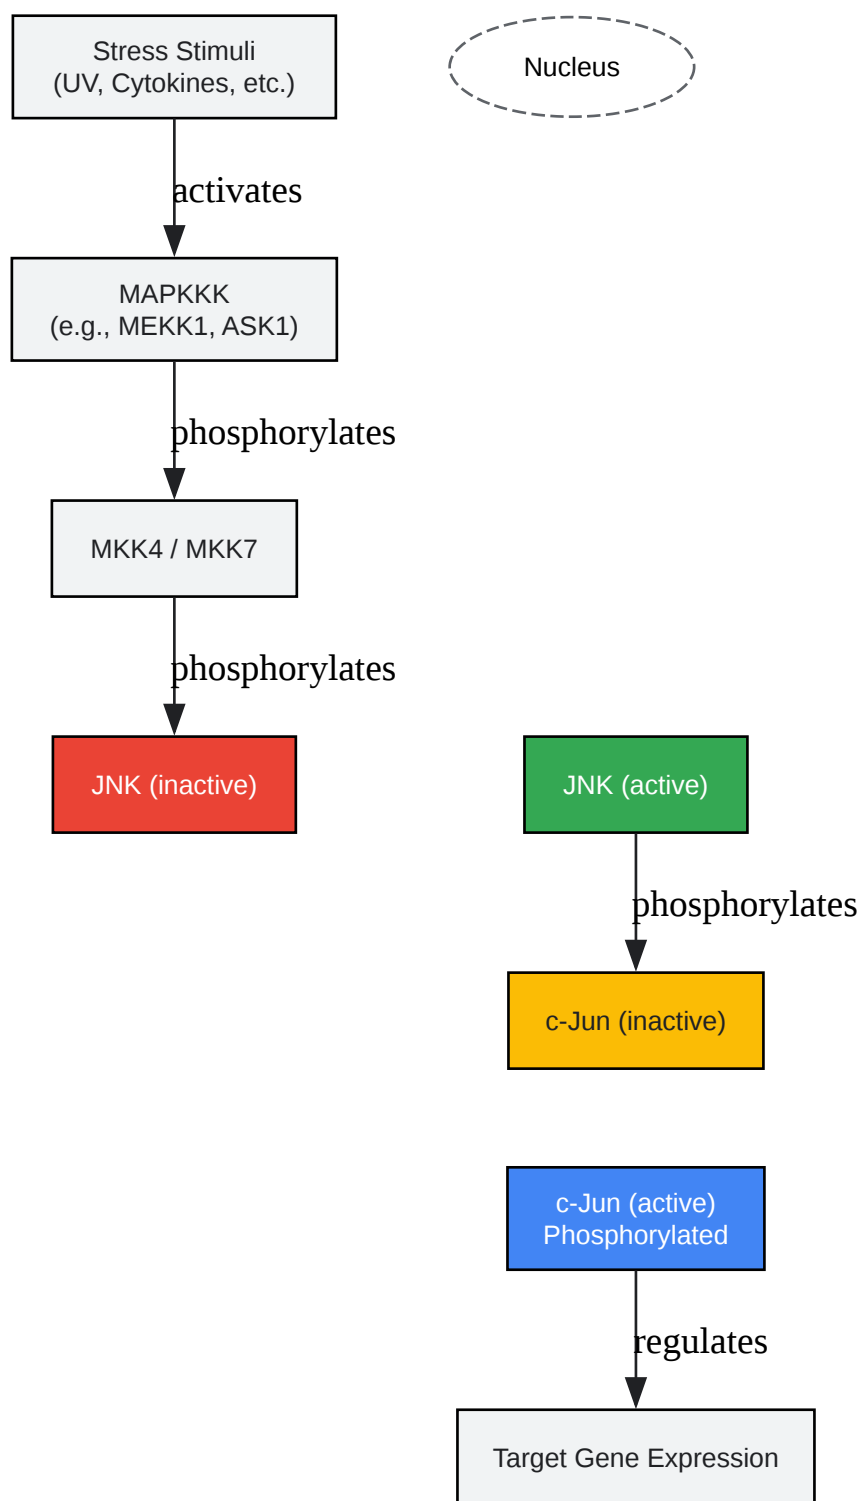 Stress Stimuli
(UV, Cytokines, etc.)
Nucleus
activates
MAPKKK
(e.g., MEKK1, ASK1)
phosphorylates
MKK4 / MKK7
phosphorylates
JNK (inactive)
JNK (active)
phosphorylates
c-Jun (inactive)
c-Jun (active)
Phosphorylated
regulates
Target Gene Expression